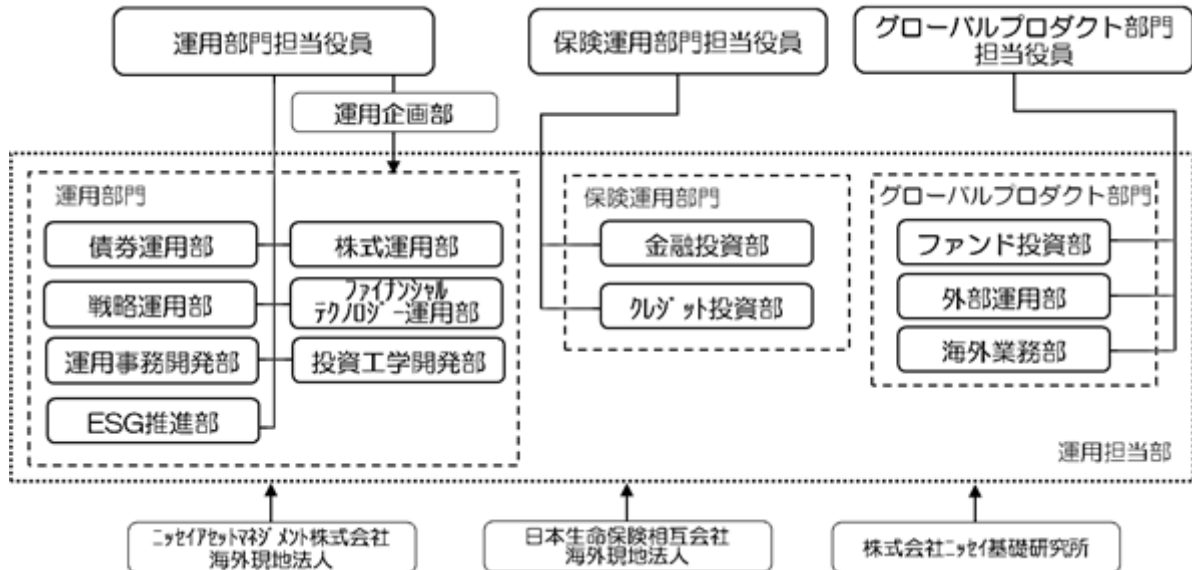 運用部門担当役員
保険運用部門担当役員
グローバルプロダクト部門
担当役員
運用企画部
運用部門
債券運用部
株式運用部
戦略運用部
ファイナンシャル
テクノロジー運用部
運用事務開発部
投資工学開発部
ESG推進部
保険運用部門
金融投資部
クレジット投資部
グローバルプロダクト部門
ファンド投資部
外部運用部
海外業務部
運用担当部
ニッセイアセットマネジメント株式会社
海外現地法人
日本生命保険相互会社
海外現地法人
株式会社ニッセイ基礎研究所